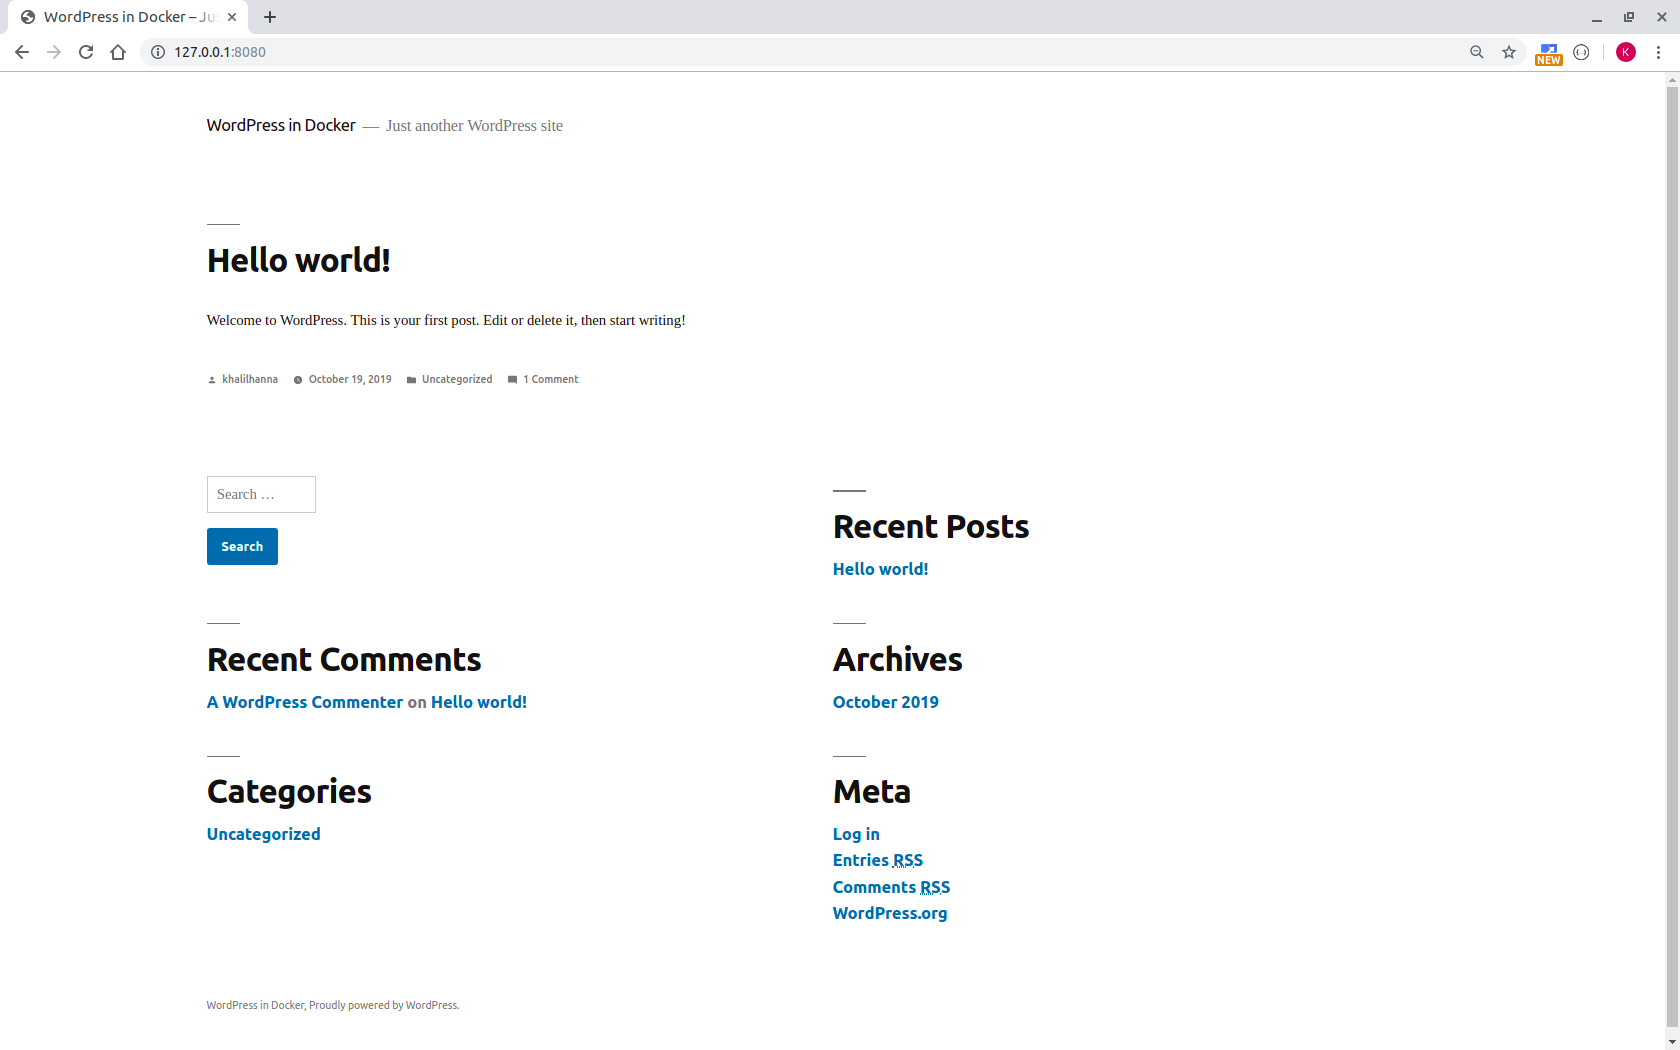 WordPress in Docker – Ju
127.0.0.1:8080
NEW
K
WordPress in Docker — Just another WordPress site
Hello world!
Welcome to WordPress. This is your first post. Edit or delete it, then start writing!
khalilhanna October 19, 2019 Uncategorized 1 Comment
Search …
Search
Recent Posts
Hello world!
Recent Comments
A WordPress Commenter on Hello world!
Archives
October 2019
Categories
Uncategorized
Meta
Log in
Entries RSS
Comments RSS
WordPress.org
WordPress in Docker, Proudly powered by WordPress.